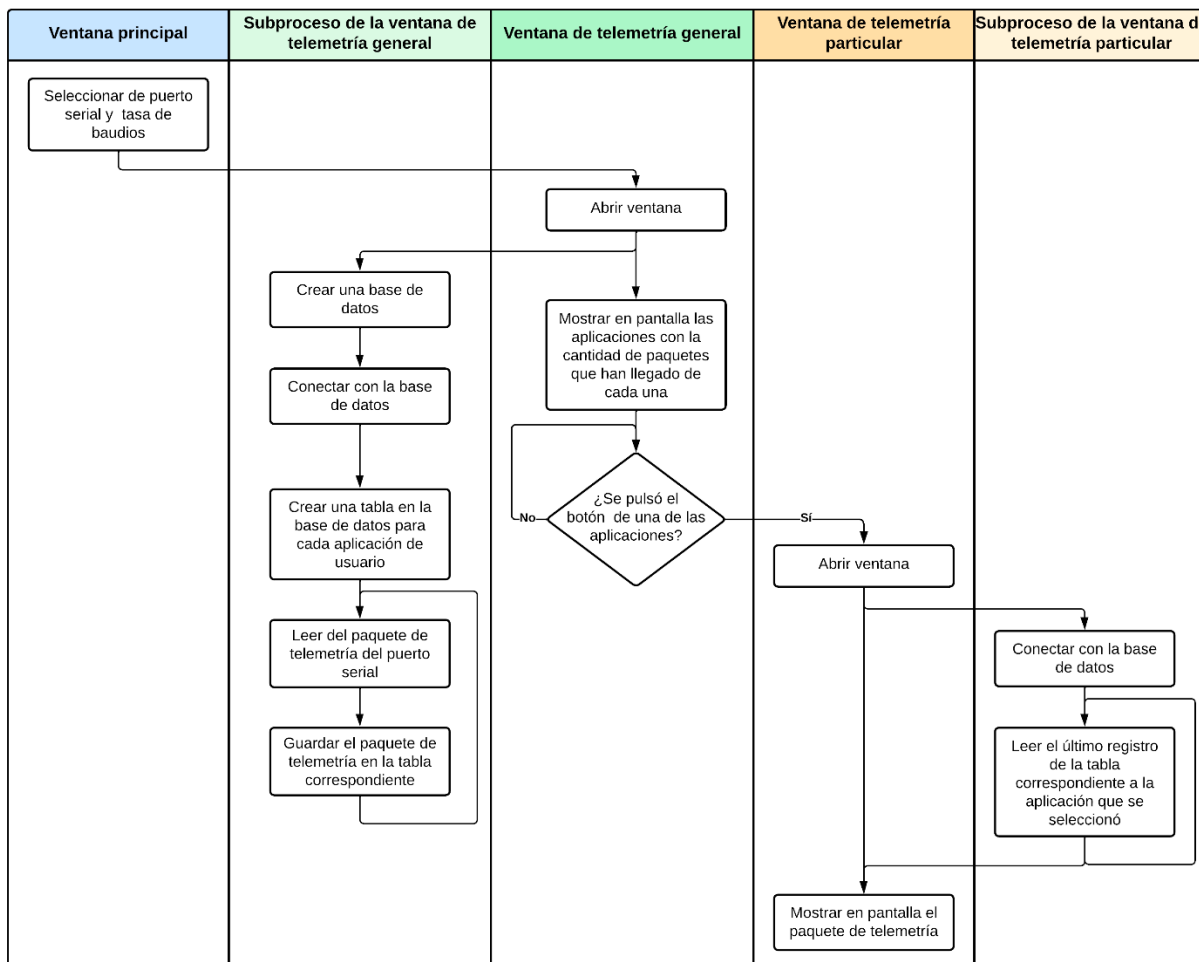 Ventana principal
Subproceso de la ventana de
telemetría general
Ventana de telemetría general
Ventana de telemetría
particular
Subproceso de la ventana de
telemetría particular
Seleccionar de puerto
serial y tasa de
baudios
Abrir ventana
Crear una base de
datos
Mostrar en pantalla las
aplicaciones con la
cantidad de paquetes
que han llegado de
cada una
Conectar con la base
de datos
¿Se pulsó el
botón de una de las
aplicaciones?
No
Sí
Crear una tabla en la
base de datos para
cada aplicación de
usuario
Abrir ventana
Leer del paquete de
telemetría del puerto
serial
Conectar con la base
de datos
Guardar el paquete de
telemetría en la tabla
correspondiente
Leer el último registro
de la tabla
correspondiente a la
aplicación que se
seleccionó
Mostrar en pantalla el
paquete de telemetría